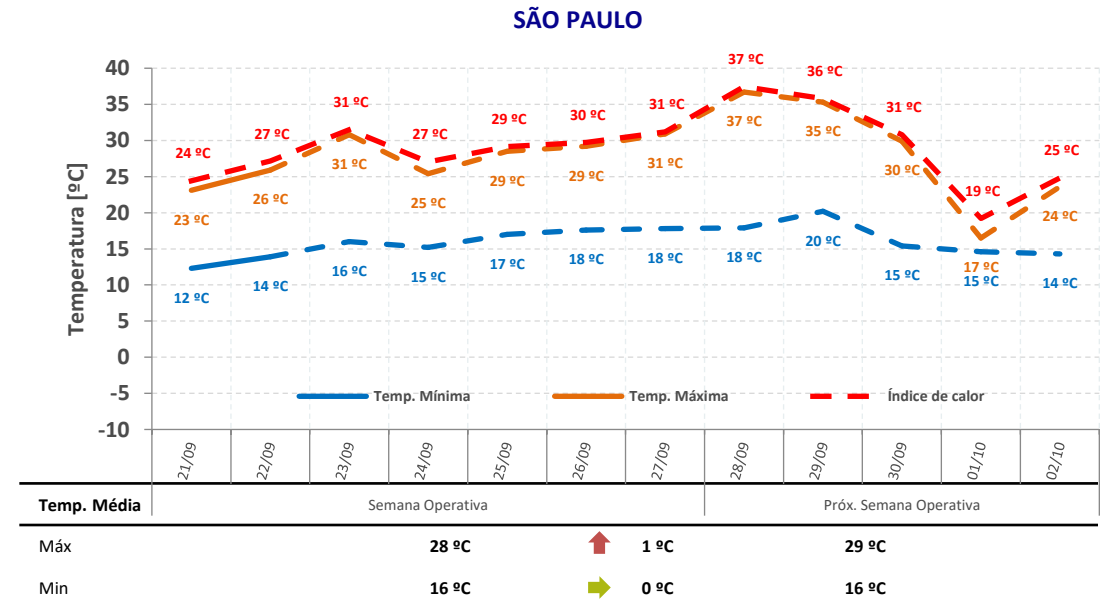 SÃO PAULO
Temperatura [ºC]
40
35
30
25
20
15
10
5
0
-5
-10
24 ºC 27 ºC 31 ºC 27 ºC 29 ºC 30 ºC 31 ºC 37 ºC 36 ºC 31 ºC 19 ºC 25 ºC
23 ºC 26 ºC 31 ºC 25 ºC 29 ºC 29 ºC 31 ºC 37 ºC 35 ºC 30 ºC 17 ºC 24 ºC
12 ºC 14 ºC 16 ºC 15 ºC 17 ºC 18 ºC 18 ºC 18 ºC 20 ºC 15 ºC 15 ºC 14 ºC
Temp. Mínima Temp. Máxima Índice de calor
21/09 22/09 23/09 24/09 25/09 26/09 27/09 28/09 29/09 30/09 01/10 02/10
Temp. Média Semana Operativa Próx. Semana Operativa
Máx 28 ºC 1 ºC 29 ºC
Min 16 ºC 0 ºC 16 ºC